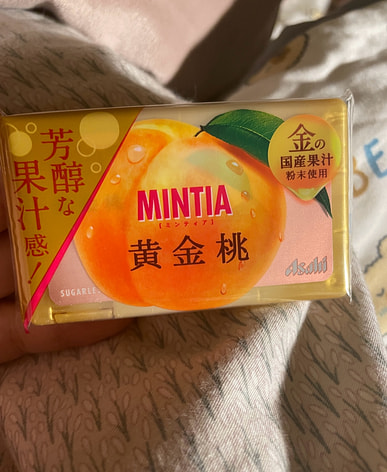 芳醇な
果汁感!
MINTIA
[ミンティア]
黄金桃
金の
国産果汁
粉末使用
Asahi
SUGARLE